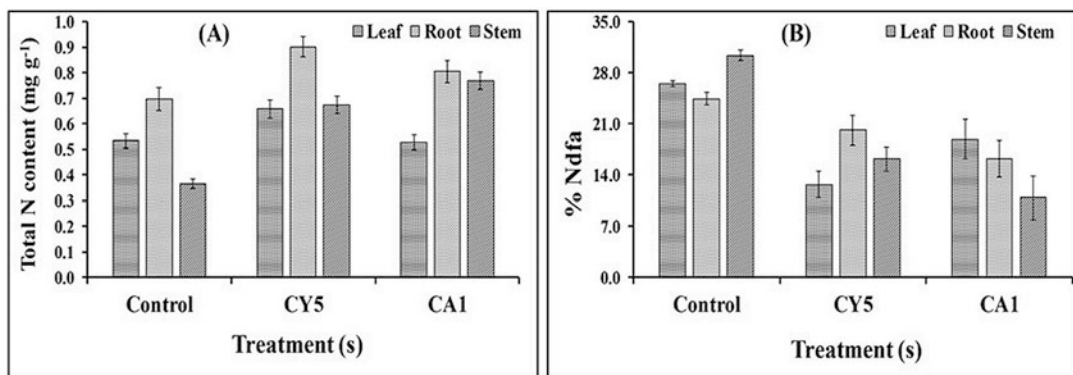 (A)
Leaf Root Stem
Total N content (mg g-1)
1.0
0.9
0.8
0.7
0.6
0.5
0.4
0.3
0.2
0.1
0.0
Control CY5 CA1
Treatment (s)
(B)
Leaf Root Stem
% Ndfa
35.0
28.0
21.0
14.0
7.0
0.0
Control CY5 CA1
Treatment (s)